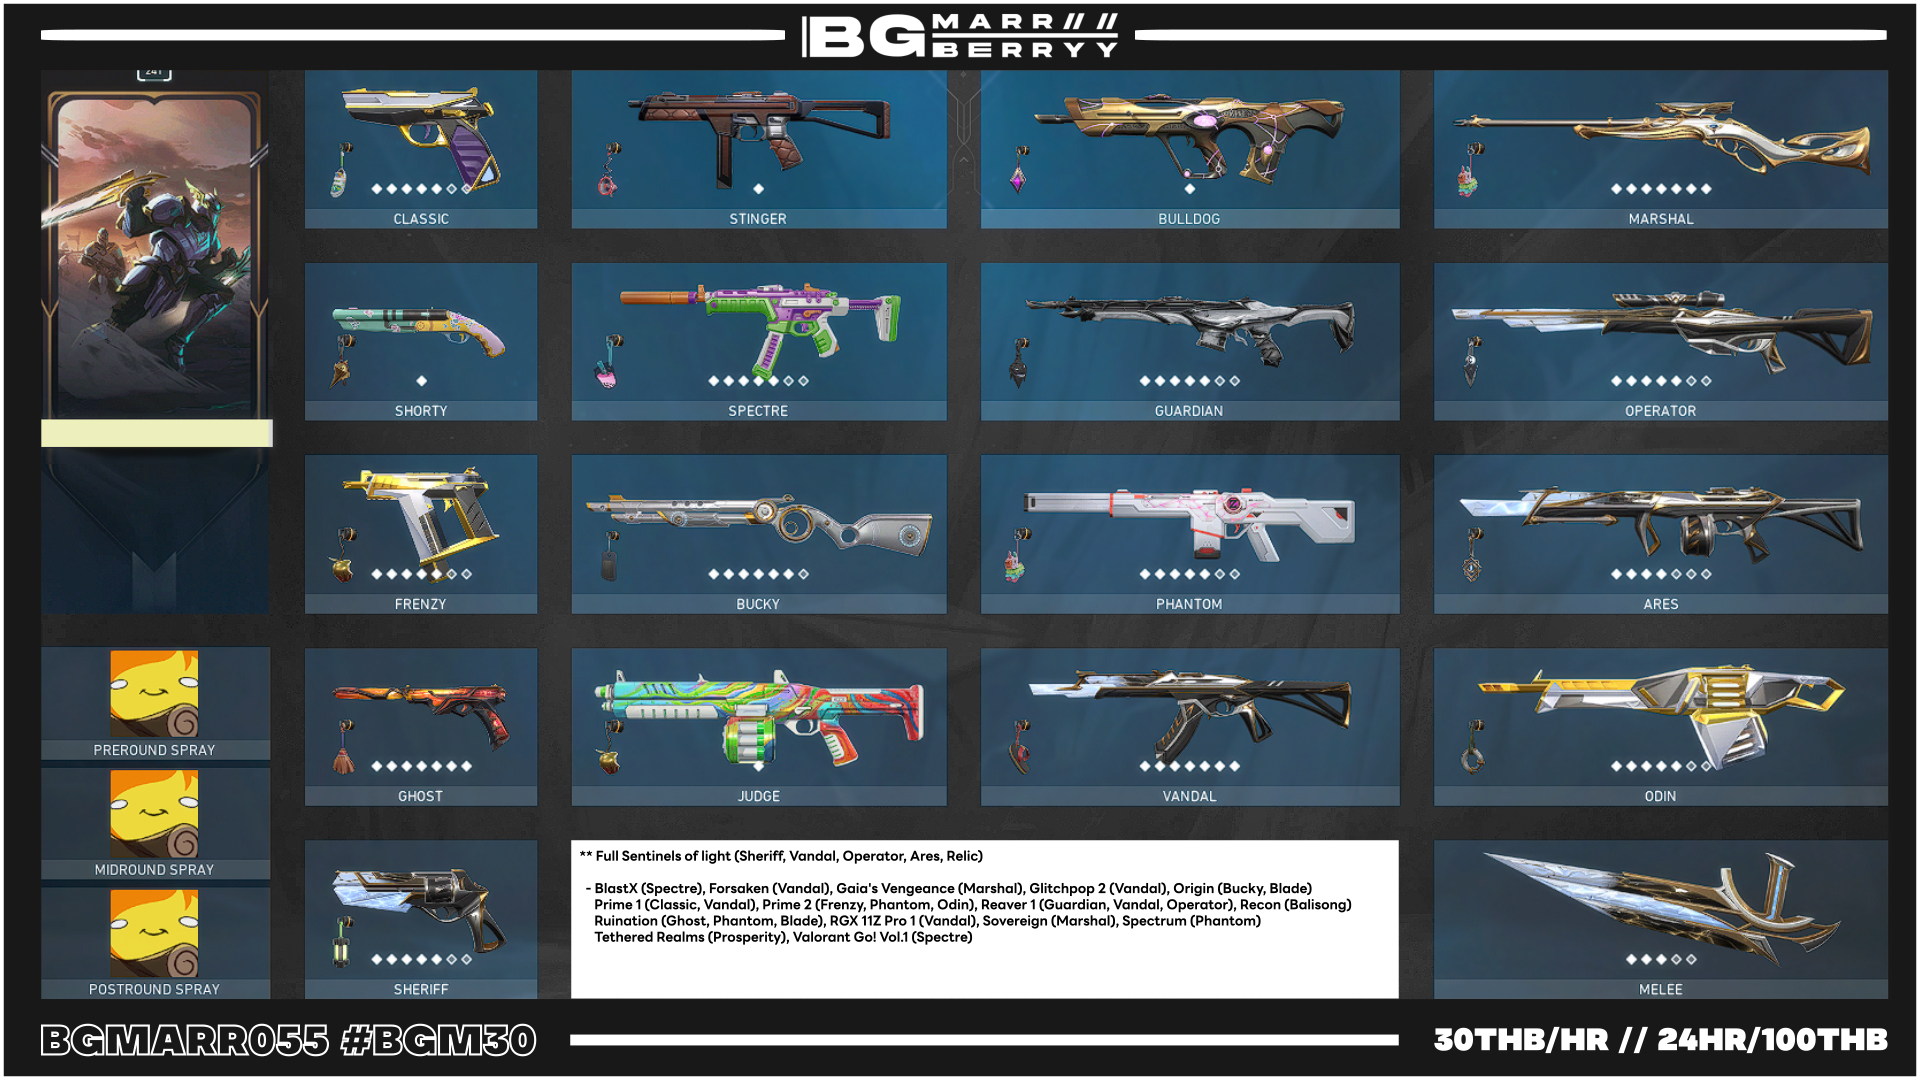 BG MARR// //
BERRYY
241
CLASSIC
STINGER
BULLDOG
MARSHAL
SHORTY
SPECTRE
GUARDIAN
OPERATOR
FRENZY
BUCKY
PHANTOM
ARES
PREROUND SPRAY
MIDROUND SPRAY
POSTROUND SPRAY
GHOST
JUDGE
VANDAL
ODIN
SHERIFF
** Full Sentinels of light (Sheriff, Vandal, Operator, Ares, Relic)
- BlastX (Spectre), Forsaken (Vandal), Gaia's Vengeance (Marshal), Glitchpop 2 (Vandal), Origin (Bucky, Blade)
Prime 1 (Classic, Vandal), Prime 2 (Frenzy, Phantom, Odin), Reaver 1 (Guardian, Vandal, Operator), Recon (Balisong)
Ruination (Ghost, Phantom, Blade), RGX 11Z Pro 1 (Vandal), Sovereign (Marshal), Spectrum (Phantom)
Tethered Realms (Prosperity), Valorant Go! Vol.1 (Spectre)
MELEE
BGMARR055 #BGM30
30THB/HR // 24HR/100THB